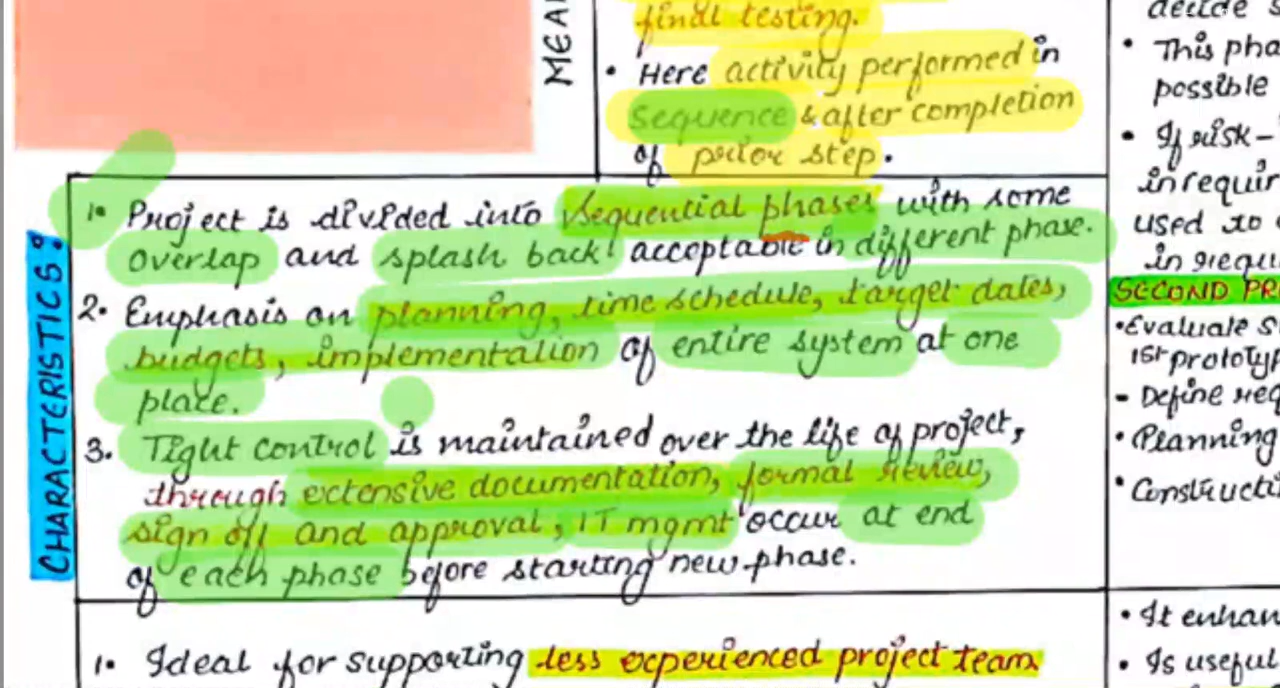 MEA
final testing.
• Here activity performed in
sequence & after completion
of prior step.
CHARACTERISTICS:
1. Project is divided into sequential phases with some
overlap and splash back acceptable in different phase.
2. Emphasis on planning, time schedule, target dates,
budgets, implementation of entire system at one
place.
3. Tight control is maintained over the life of project,
through extensive documentation, formal review,
sign off and approval, IT mgmt occur at end
of each phase before starting new phase.
1. Ideal for supporting less experienced project team
decide s
• This pha
possible
• If risk-
in requir
used to
in requ
SECOND PR
• Evaluate s
1st prototyp
- Define req
• Planning
• Constructi
• It enhan
• Is useful